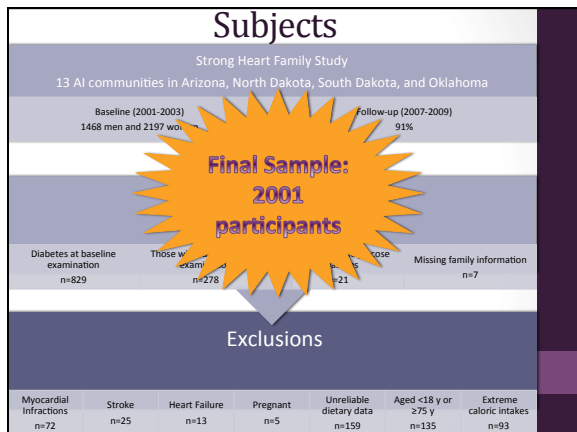 Subjects
Strong Heart Family Study
13 AI communities in Arizona, North Dakota, South Dakota, and Oklahoma
Baseline (2001-2003)
1468 men and 2197
Follow-up (2007-2009)
91%
Final Sample:
2001
participants
Diabetes at baseline
examination
n=829
Those
n=278
n=21
Missing family information
n=7
Exclusions
Myocardial
Infractions
n=72
Stroke
n=25
Heart Failure
n=13
Pregnant
n=5
Unreliable
dietary data
n=159
Aged <18 y or
≥75 y
n=135
Extreme
caloric intakes
n=93